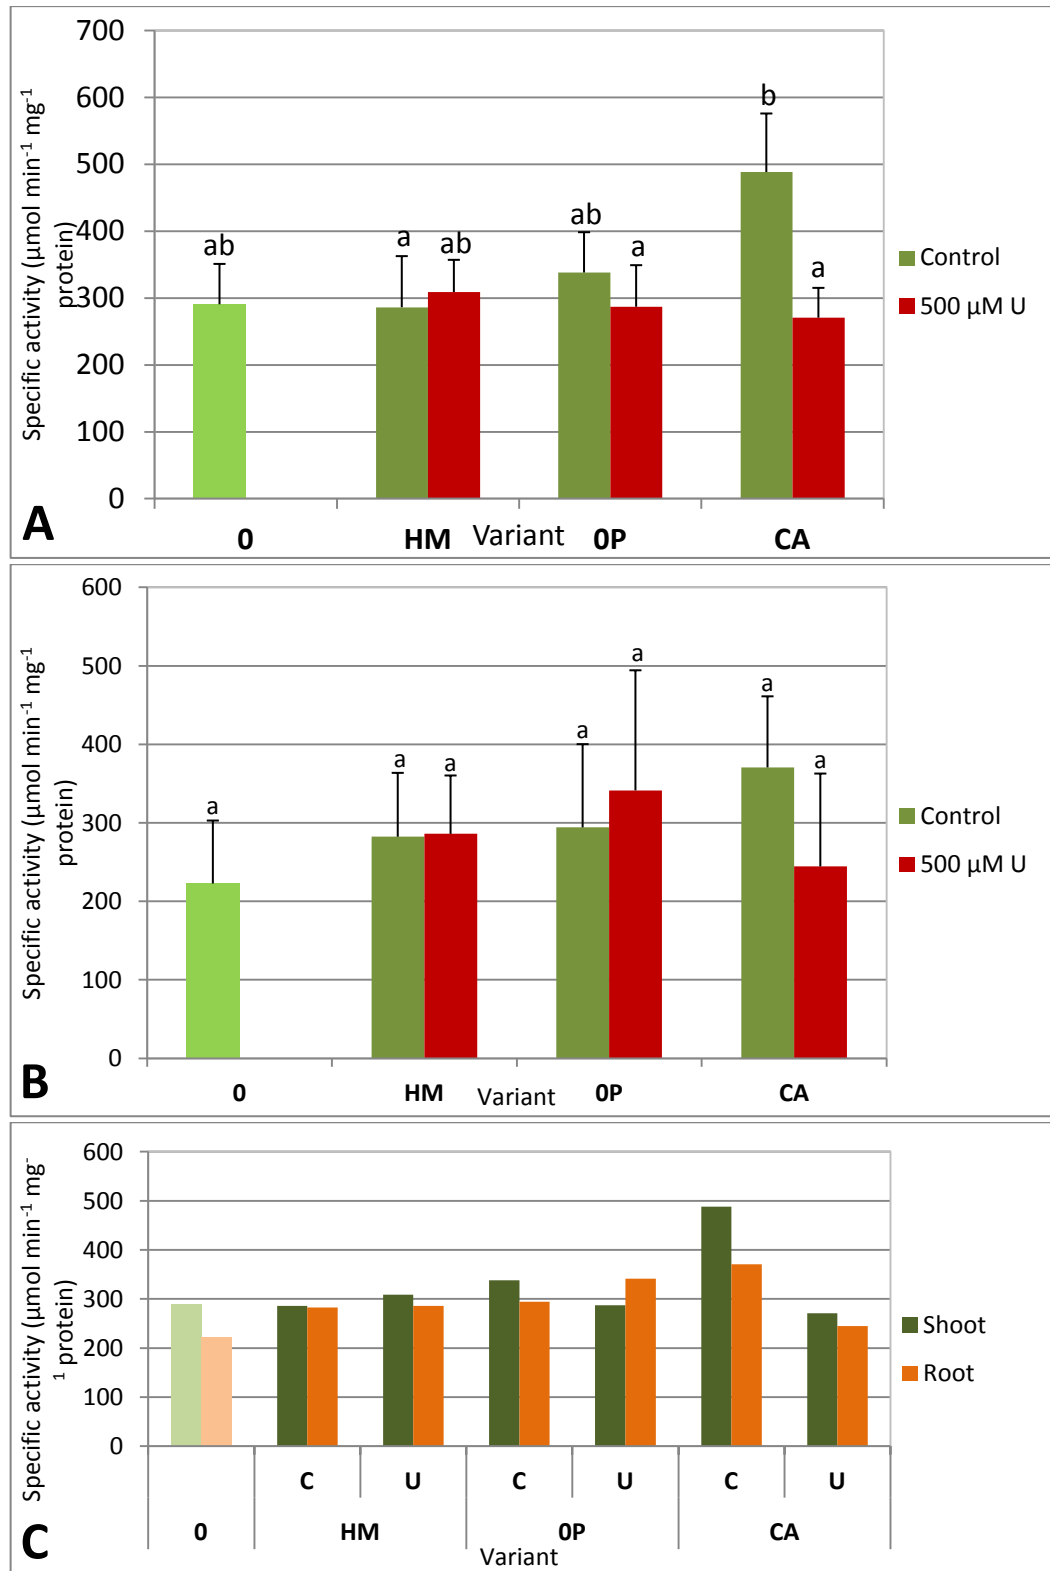 700
600
500
400
300
200
100
0
Specific activity (µmol min⁻¹ mg⁻¹
protein)
ab
a
ab
ab
a
b
a
Control
500 µM U
0
HM
Variant
0P
CA
A
600
500
400
300
200
100
0
Specific activity (µmol min⁻¹ mg⁻¹
protein)
a
a
a
a
a
a
a
Control
500 µM U
0
HM
Variant
0P
CA
B
600
500
400
300
200
100
0
Specific activity (µmol min⁻¹ mg⁻
¹ protein)
Shoot
Root
C
U
C
U
C
U
0
HM
0P
CA
Variant
C